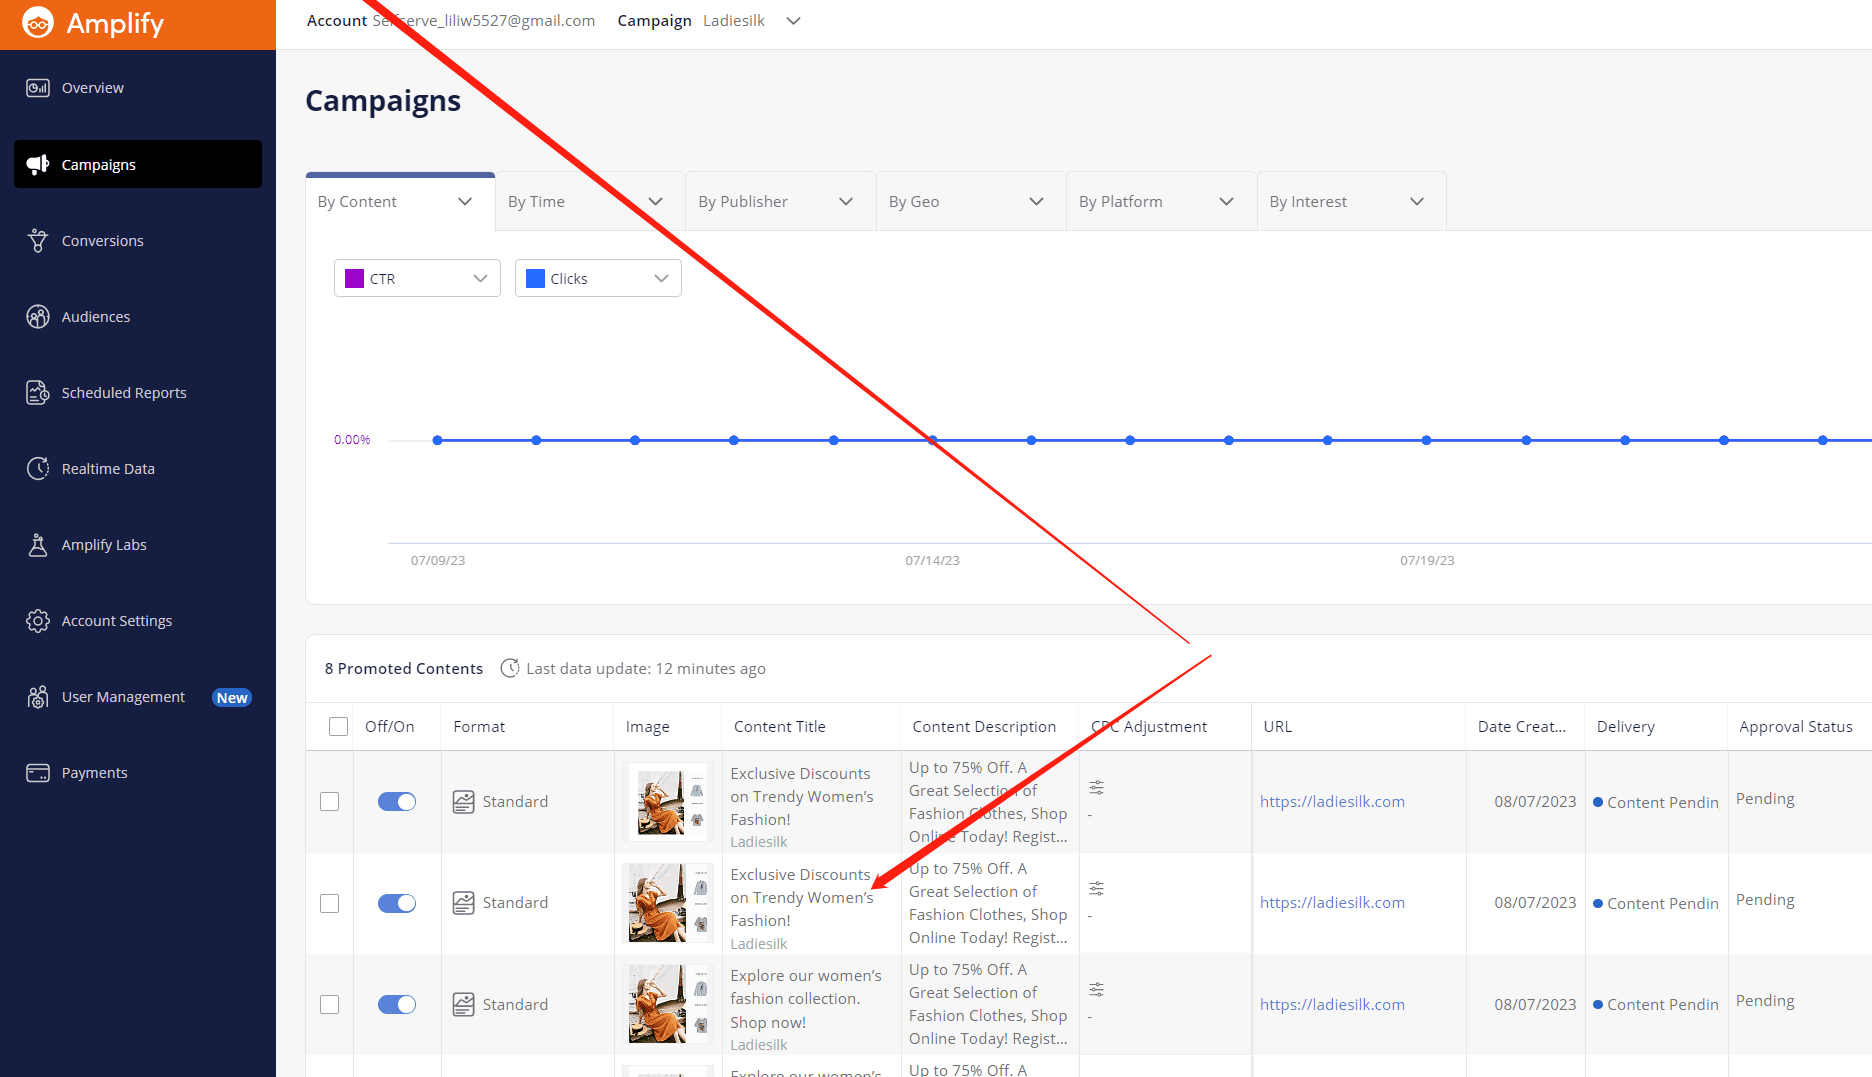 Amplify
Account Selfserve_liliw5527@gmail.com Campaign Ladiesilk
Overview
Campaigns
Conversions
Audiences
Scheduled Reports
Realtime Data
Amplify Labs
Account Settings
User Management New
Payments
Campaigns
By Content
By Time
By Publisher
By Geo
By Platform
By Interest
CTR
Clicks
0.00%
07/09/23
07/14/23
07/19/23
8 Promoted Contents
Last data update: 12 minutes ago
Off/On
Format
Image
Content Title
Content Description
CPC Adjustment
URL
Date Creat...
Delivery
Approval Status
Standard
Exclusive Discounts
on Trendy Women’s
Fashion!
Ladiesilk
Up to 75% Off. A
Great Selection of
Fashion Clothes, Shop
Online Today! Regist...
-
https://ladiesilk.com
08/07/2023
Content Pendin
Pending
Standard
Exclusive Discounts
on Trendy Women’s
Fashion!
Ladiesilk
Up to 75% Off. A
Great Selection of
Fashion Clothes, Shop
Online Today! Regist...
-
https://ladiesilk.com
08/07/2023
Content Pendin
Pending
Standard
Explore our women’s
fashion collection.
Shop now!
Ladiesilk
Up to 75% Off. A
Great Selection of
Fashion Clothes, Shop
Online Today! Regist...
-
https://ladiesilk.com
08/07/2023
Content Pendin
Pending
Explore our women’s
Up to 75% Off. A